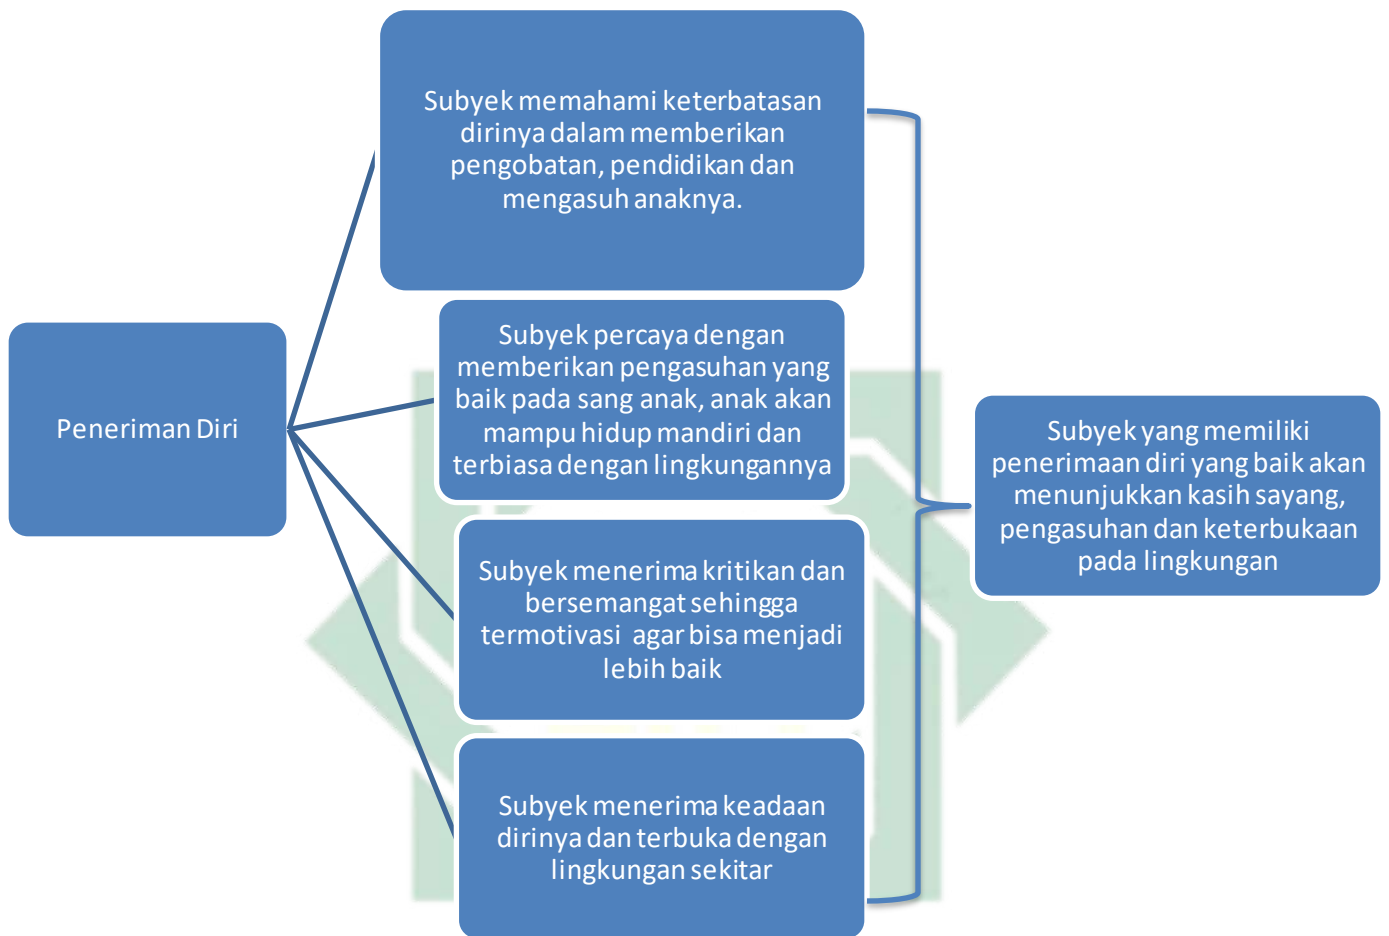 Subyek memahami keterbatasan
dirinya dalam memberikan
pengobatan, pendidikan dan
mengasuh anaknya.
Peneriman Diri
Subyek percaya dengan
memberikan pengasuhan yang
baik pada sang anak, anak akan
mampu hidup mandiri dan
terbiasa dengan lingkungannya
Subyek menerima kritikan dan
bersemangat sehingga
termotivasi agar bisa menjadi
lebih baik
Subyek menerima keadaan
dirinya dan terbuka dengan
lingkungan sekitar
Subyek yang memiliki
penerimaan diri yang baik akan
menunjukkan kasih sayang,
pengasuhan dan keterbukaan
pada lingkungan